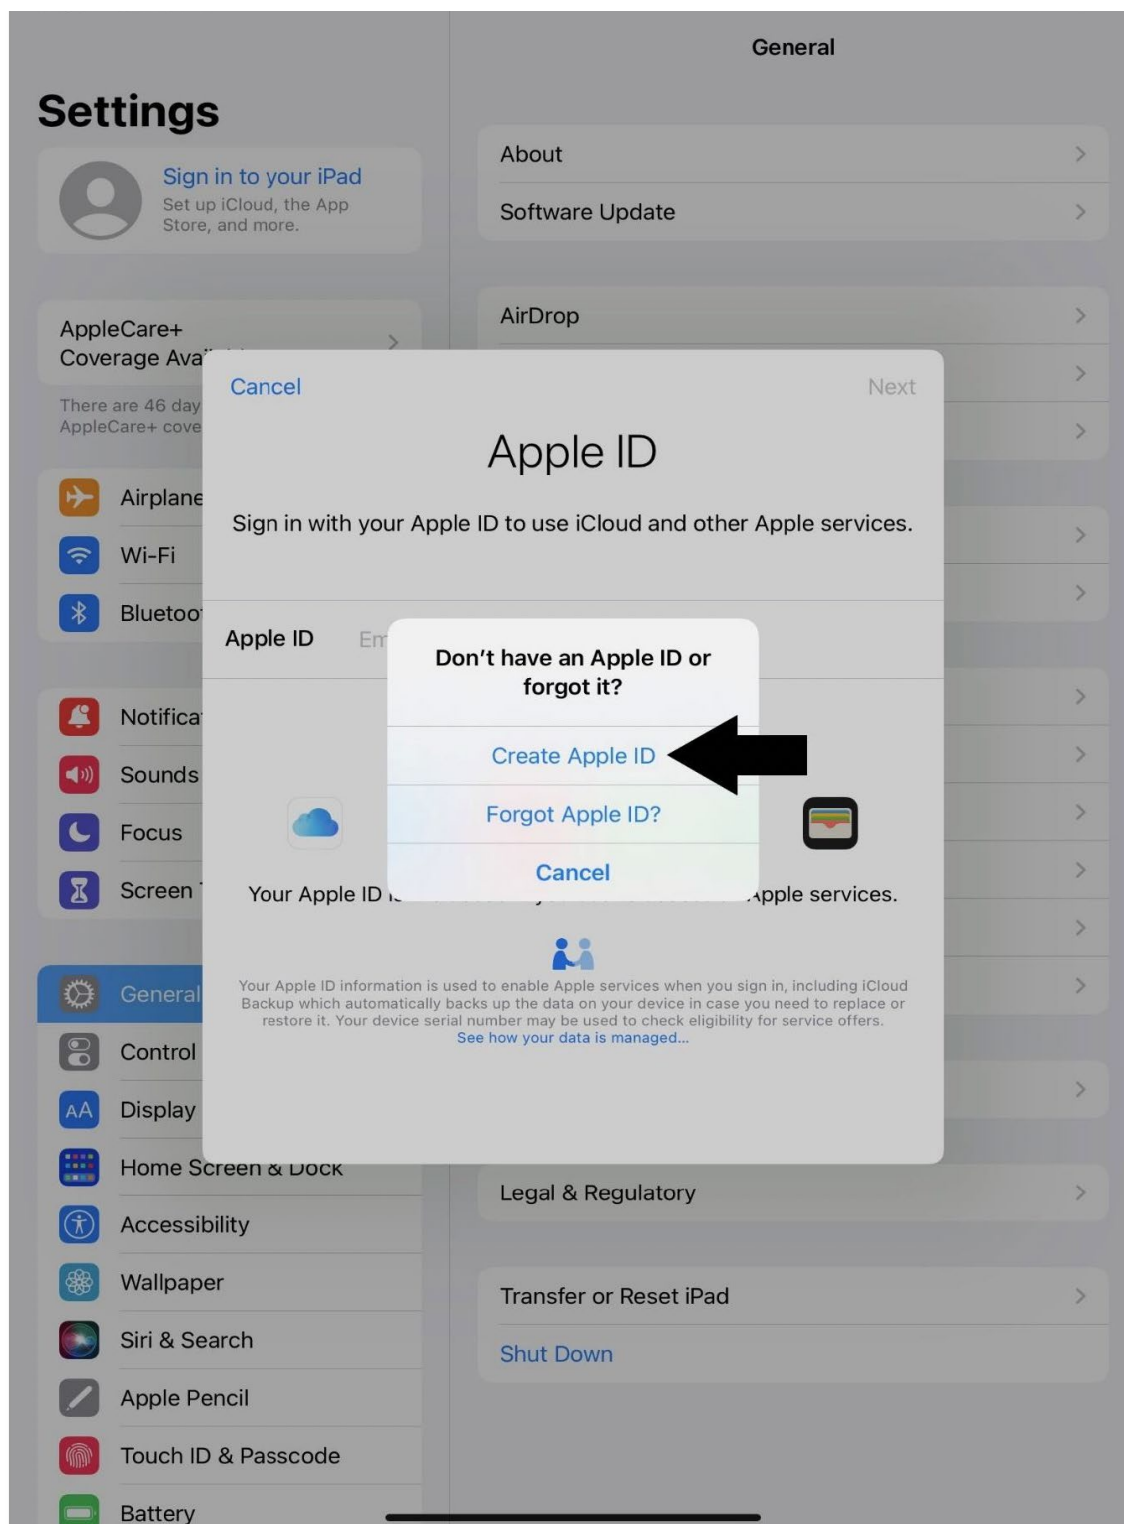 General
Settings
Sign in to your iPad
Set up iCloud, the App
Store, and more.
AppleCare+
Coverage Ava
There are 46 day
AppleCare+ cove
Airplane
Wi-Fi
Bluetoo
Notifica
Sounds
Focus
Screen
General
Control
Display
Home Screen & Dock
Accessibility
Wallpaper
Siri & Search
Apple Pencil
Touch ID & Passcode
Battery
About
Software Update
AirDrop
Legal & Regulatory
Transfer or Reset iPad
Shut Down
Cancel
Next
Apple ID
Sign in with your Apple ID to use iCloud and other Apple services.
Apple ID Em
Don't have an Apple ID or
forgot it?
Create Apple ID
Forgot Apple ID?
Cancel
Your Apple ID is Apple services.
Your Apple ID information is used to enable Apple services when you sign in, including iCloud
Backup which automatically backs up the data on your device in case you need to replace or
restore it. Your device serial number may be used to check eligibility for service offers.
See how your data is managed...